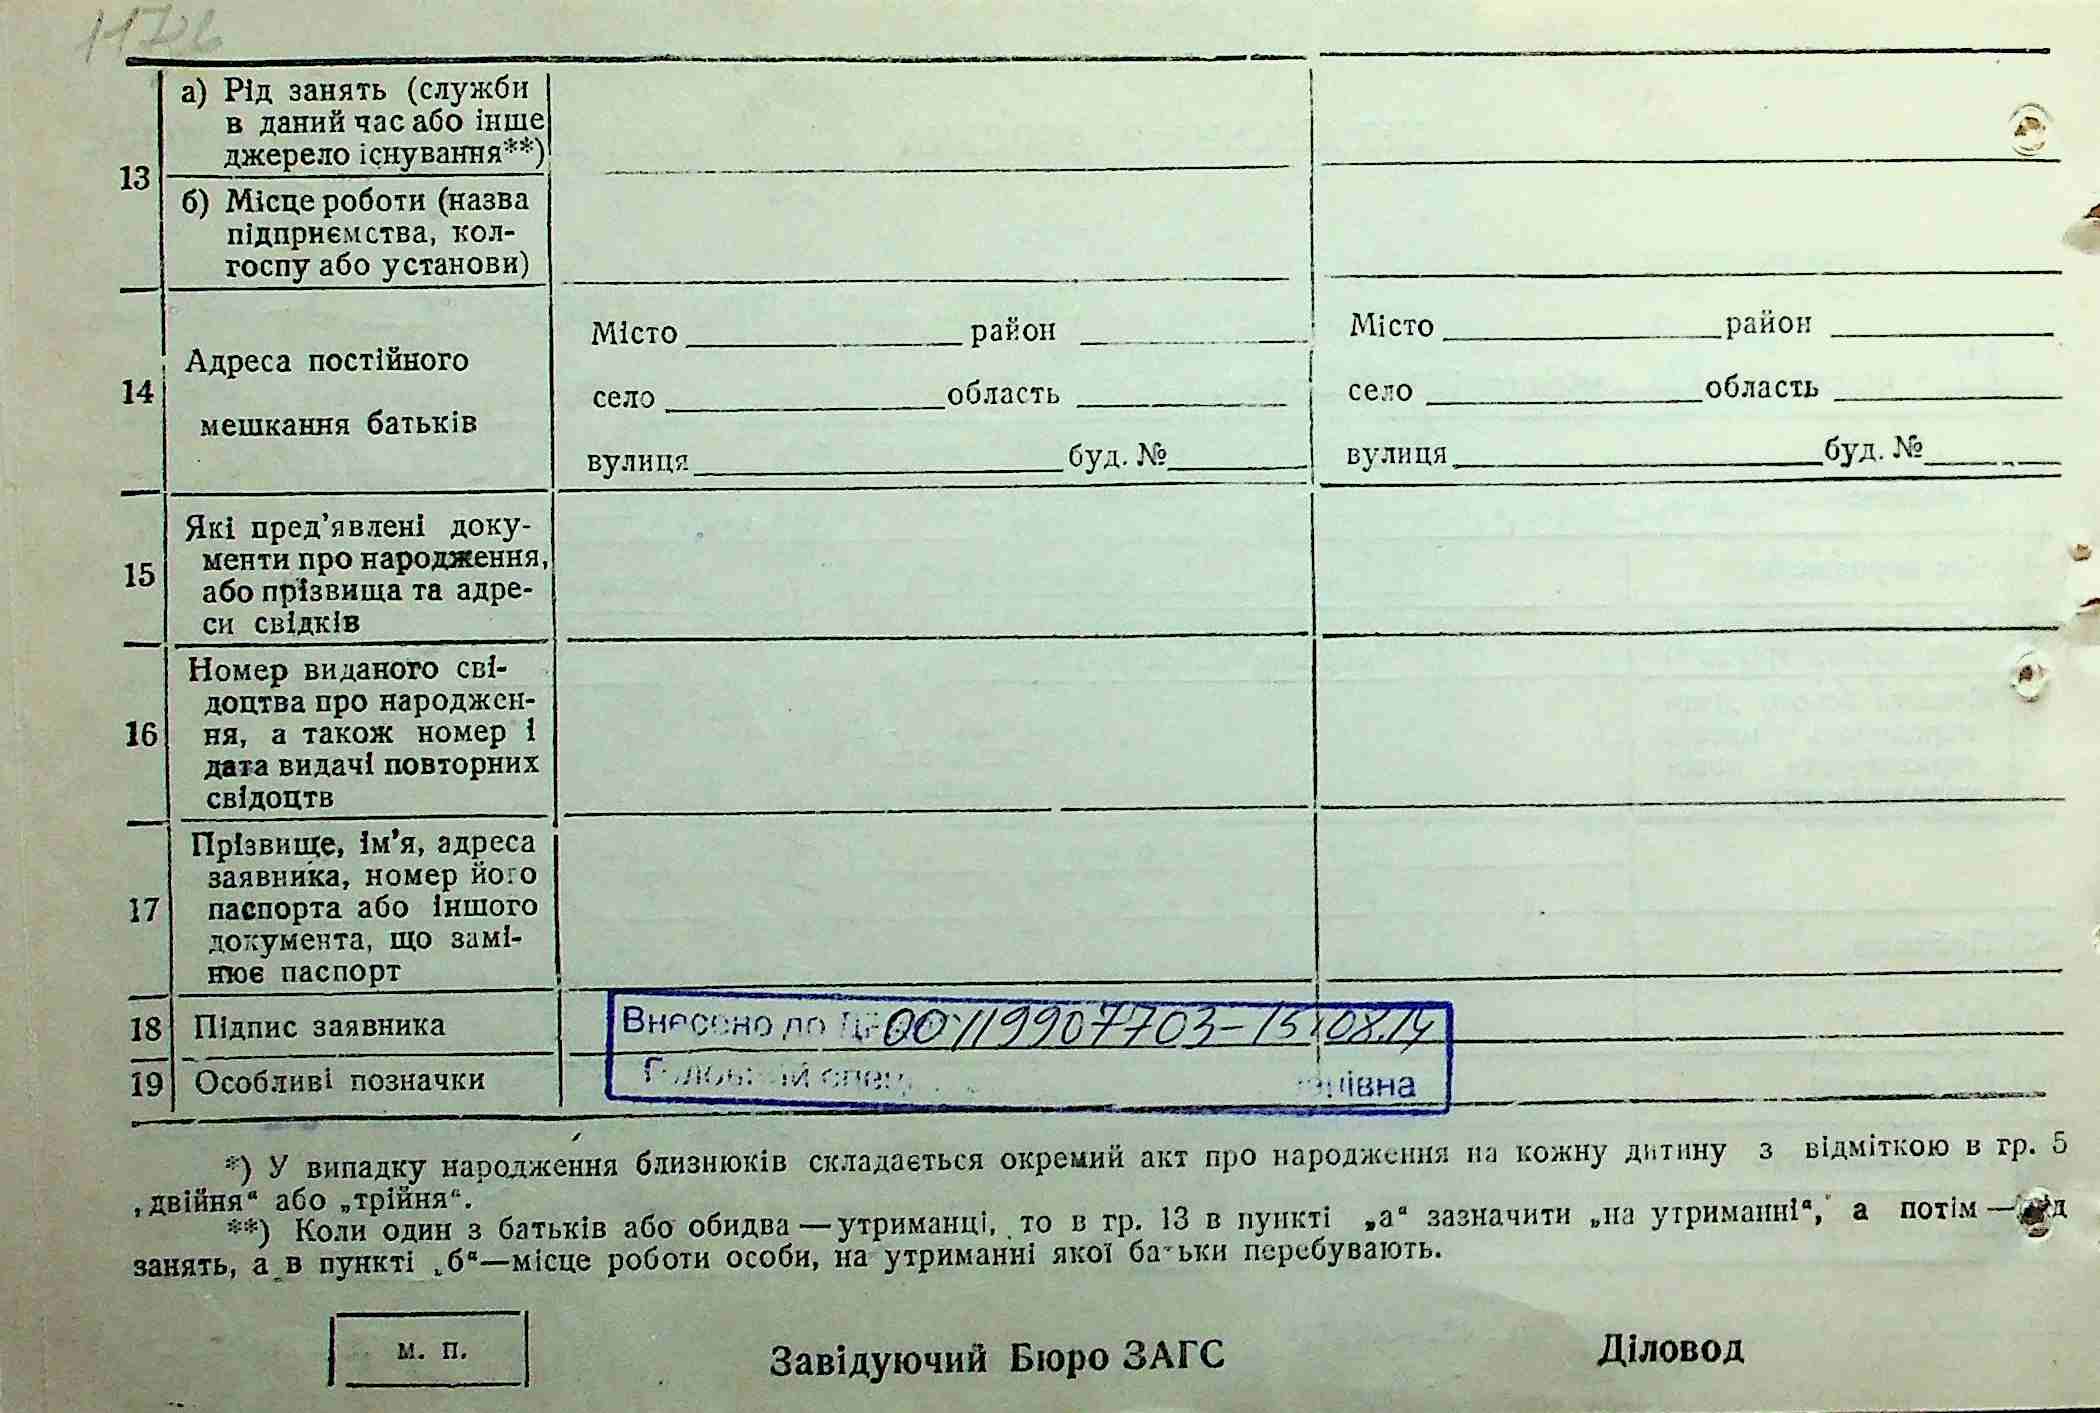 1176
13
а) Рід занять (служби
в даний час або інше
джерело існування**)
б) Місце роботи (назва
підприємства, кол-
госпу або установи)
14
Адреса постійного
мешкання батьків
Місто район
село область
вулиця буд. №
Місто район
село область
вулиця буд. №
15
Які пред’явлені доку-
менти про народження,
або прізвища та адре-
си свідків
16
Номер виданого сві-
доцтва про народжен-
ня, а також номер і
дата видачі повторних
свідоцтв
17
Прізвище, ім’я, адреса
заявника, номер його
паспорта або іншого
документа, що замі-
нює паспорт
18 Підпис заявника
Внесено до 00119907703-15.08.14
19 Особливі позначки
Головний
*) У випадку народження близнюків складається окремий акт про народження на кожну дитину з відміткою в гр. 5
„двійня“ або „трійня“.
**) Коли один з батьків або обидва — утриманці, то в гр. 13 в пункті „а“ зазначити „на утриманні“, а потім — рід
занять, а в пункті „б“—місце роботи особи, на утриманні якої батьки перебувають.
м. п.
Завідуючий Бюро ЗАГС
Діловод